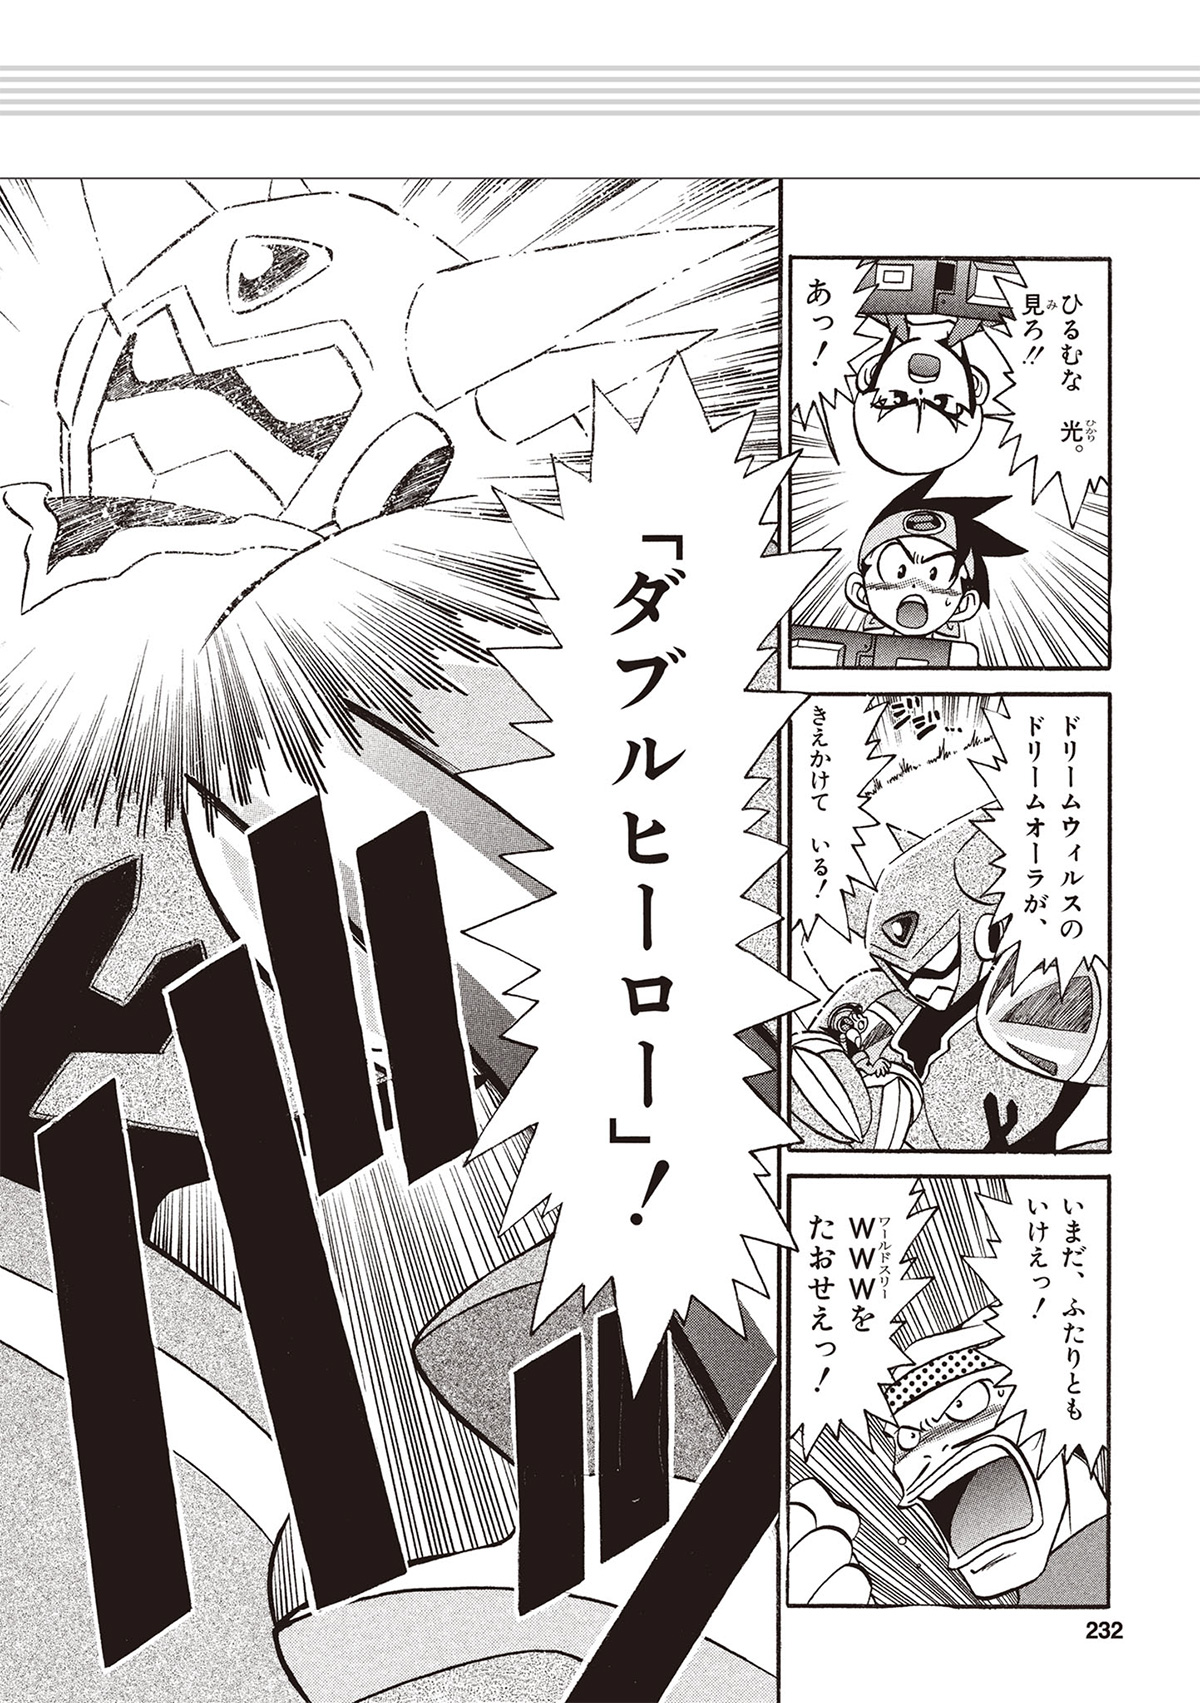 ひるむな 光。
見ろ!!
あっ!
ドリームウィルスの
ドリームオーラが、
きえかけて いる!
いまだ、ふたりとも
いけえっ!
WWWを
たおせえっ!
「ダブルヒーロー」!
232